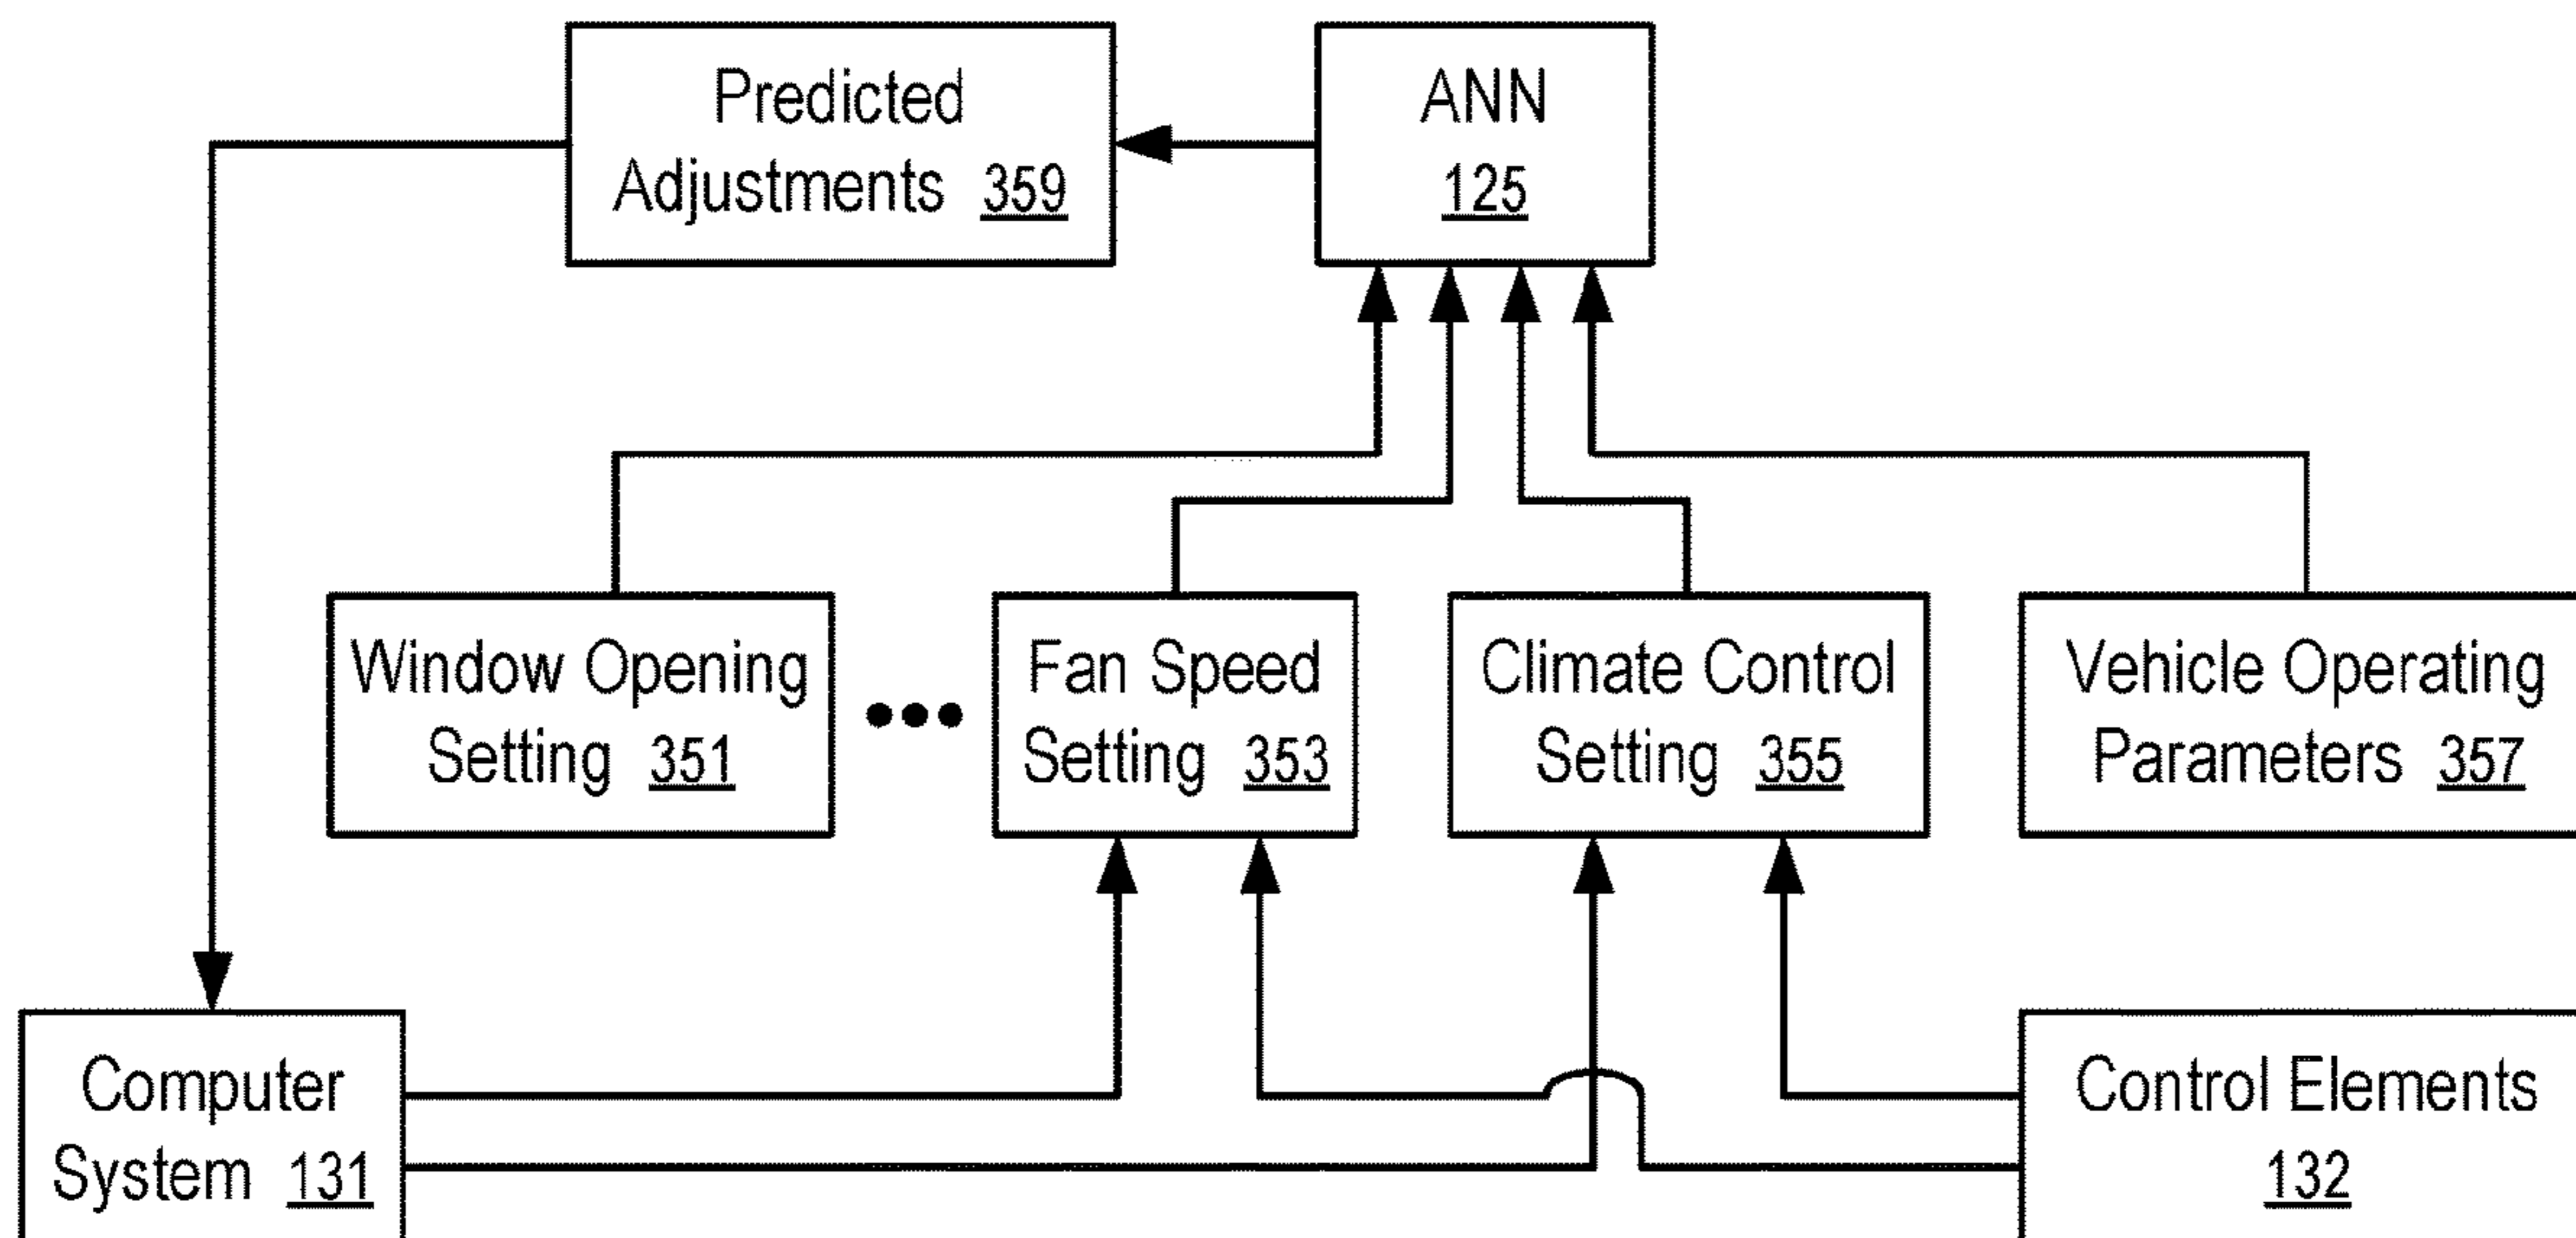 Predicted
Adjustments 359
ANN
125
Window Opening
Setting 351
Fan Speed
Setting 353
Climate Control
Setting 355
Vehicle Operating
Parameters 357
Computer
System 131
Control Elements
132